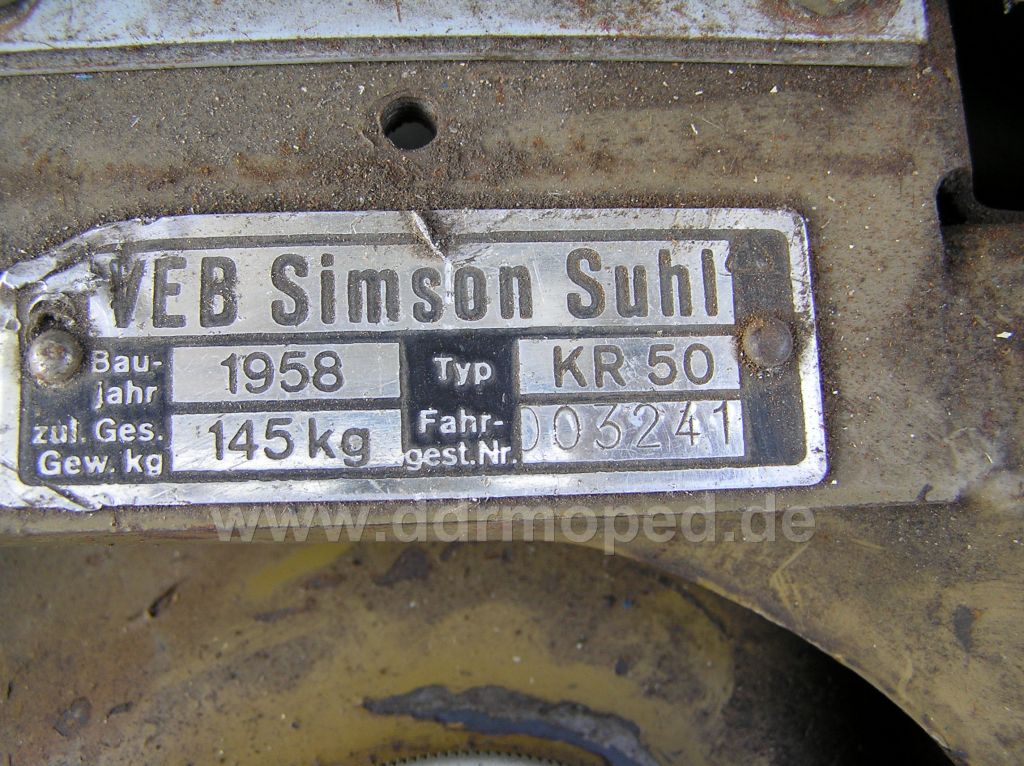 VEB Simson Suhl
Bau-
jahr 1958 Typ KR 50
zul. Ges.
Gew. kg 145 kg Fahr-
gest.Nr. 003241
www.ddrmoped.de